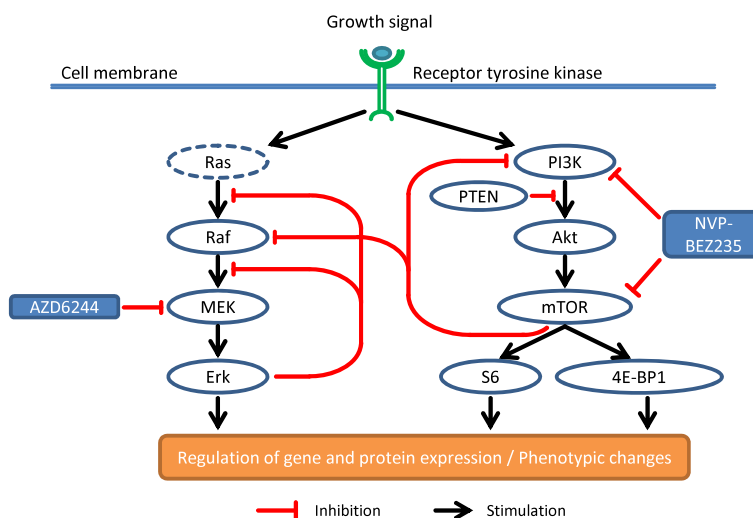 Growth signal
Cell membrane
Receptor tyrosine kinase
Ras
PI3K
PTEN
NVP-
BEZ235
Raf
Akt
AZD6244
MEK
mTOR
Erk
S6
4E-BP1
Regulation of gene and protein expression / Phenotypic changes
Inhibition
Stimulation